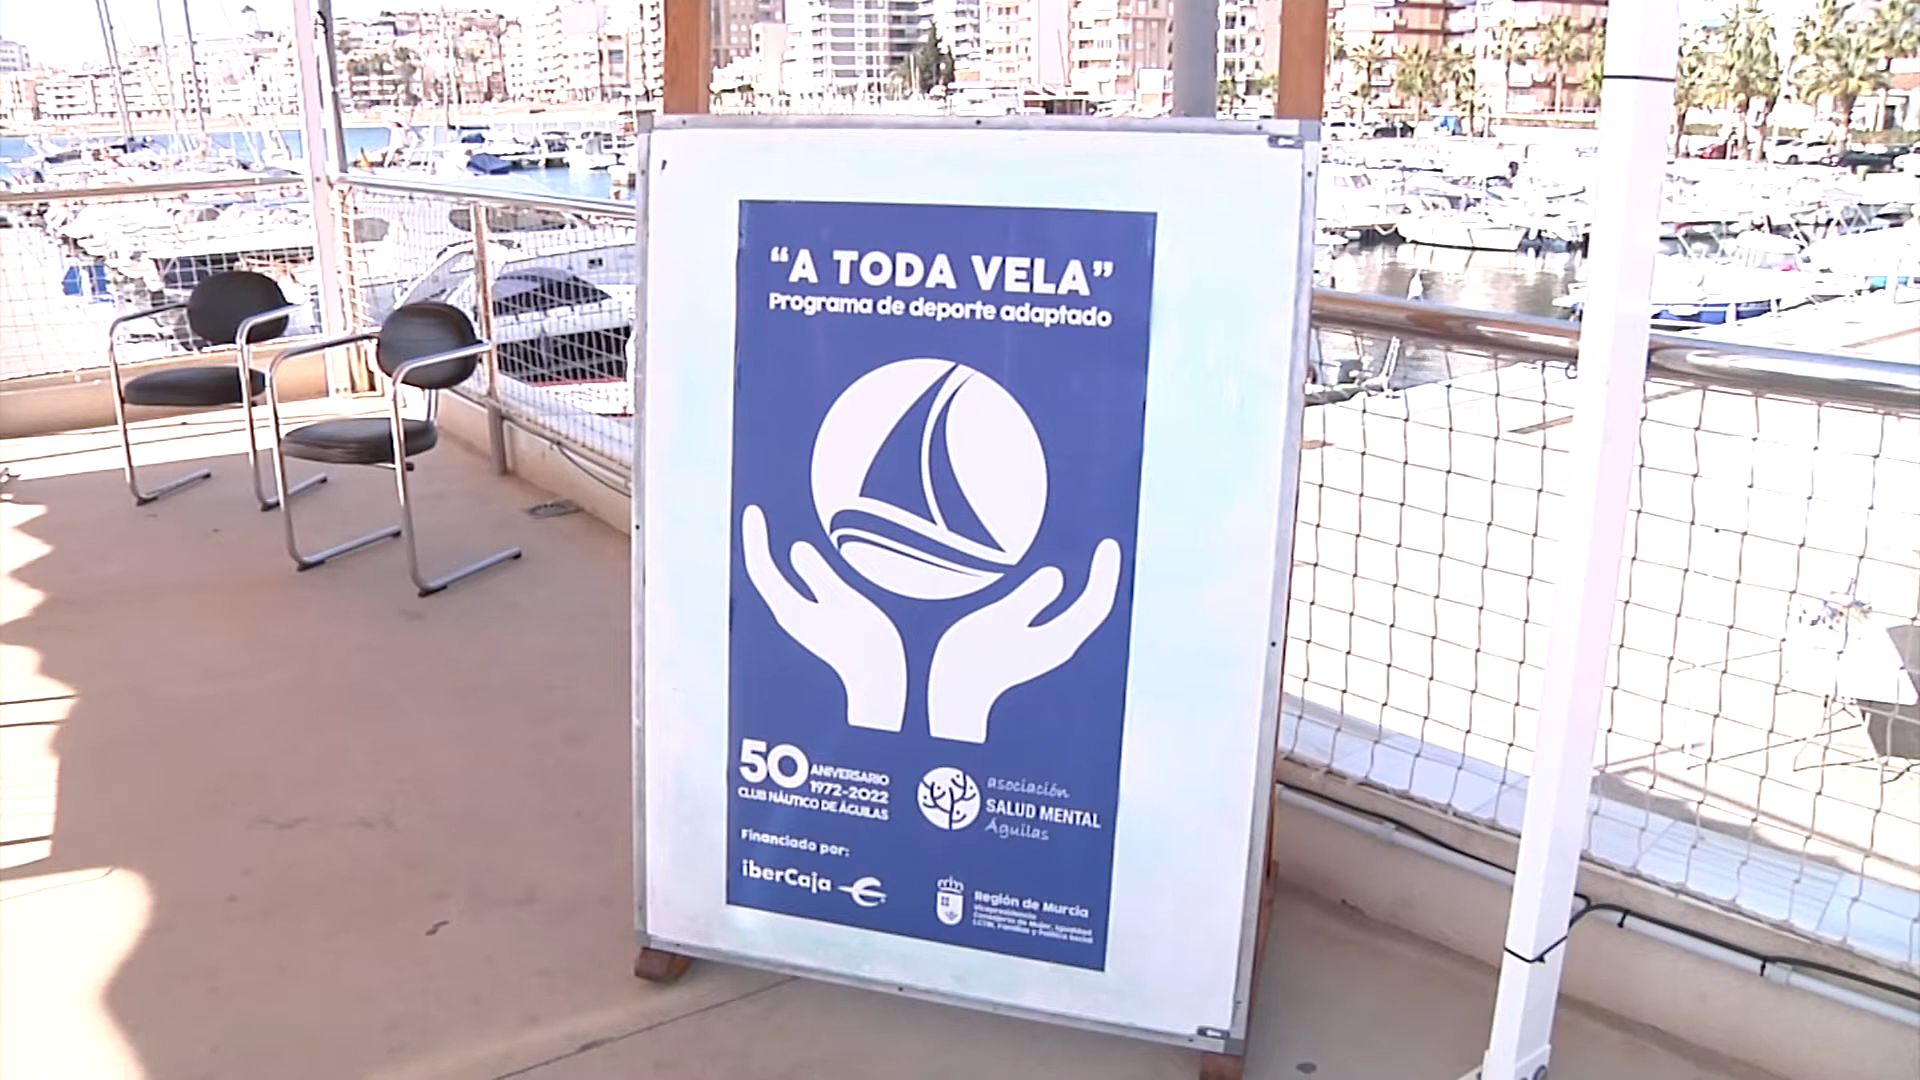 “A TODA VELA”
Programa de deporte adaptado
50 ANIVERSARIO
1972-2022
CLUB NÁUTICO DE ÁGUILAS
asociación
SALUD MENTAL
Águilas
Financiado por:
iberCaja
Región de Murcia
Vicepresidencia
Consejería de Mujer, Igualdad
LGTBI, Familias y Política Social